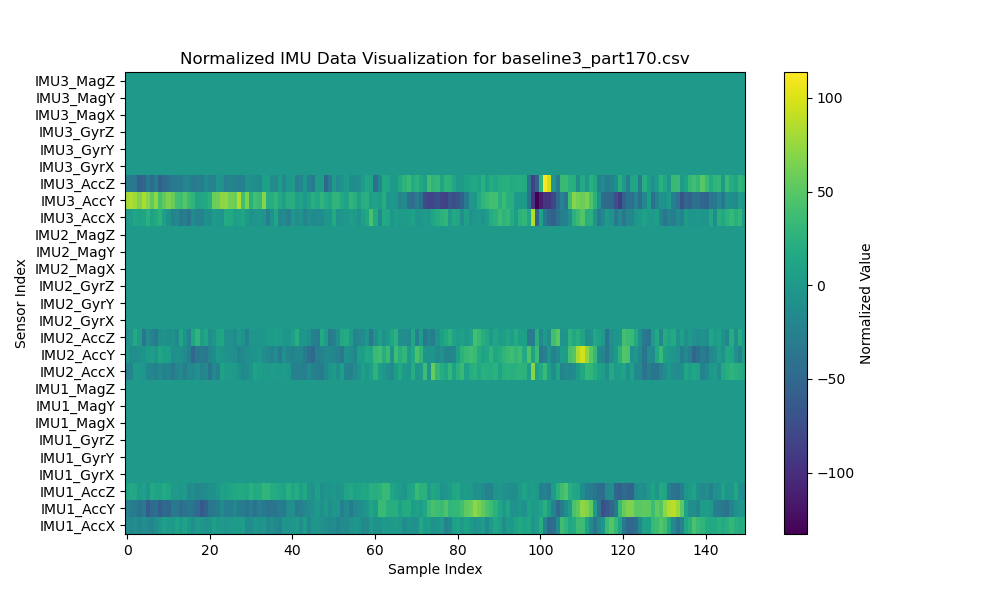 Normalized IMU Data Visualization for baseline3_part170.csv
IMU3_MagZ
IMU3_MagY
IMU3_MagX
IMU3_GyrZ
IMU3_GyrY
IMU3_GyrX
IMU3_AccZ
IMU3_AccY
IMU3_AccX
IMU2_MagZ
IMU2_MagY
IMU2_MagX
IMU2_GyrZ
IMU2_GyrY
IMU2_GyrX
IMU2_AccZ
IMU2_AccY
IMU2_AccX
IMU1_MagZ
IMU1_MagY
IMU1_MagX
IMU1_GyrZ
IMU1_GyrY
IMU1_GyrX
IMU1_AccZ
IMU1_AccY
IMU1_AccX
Sensor Index
0 20 40 60 80 100 120 140
Sample Index
100
50
0
−50
−100
Normalized Value